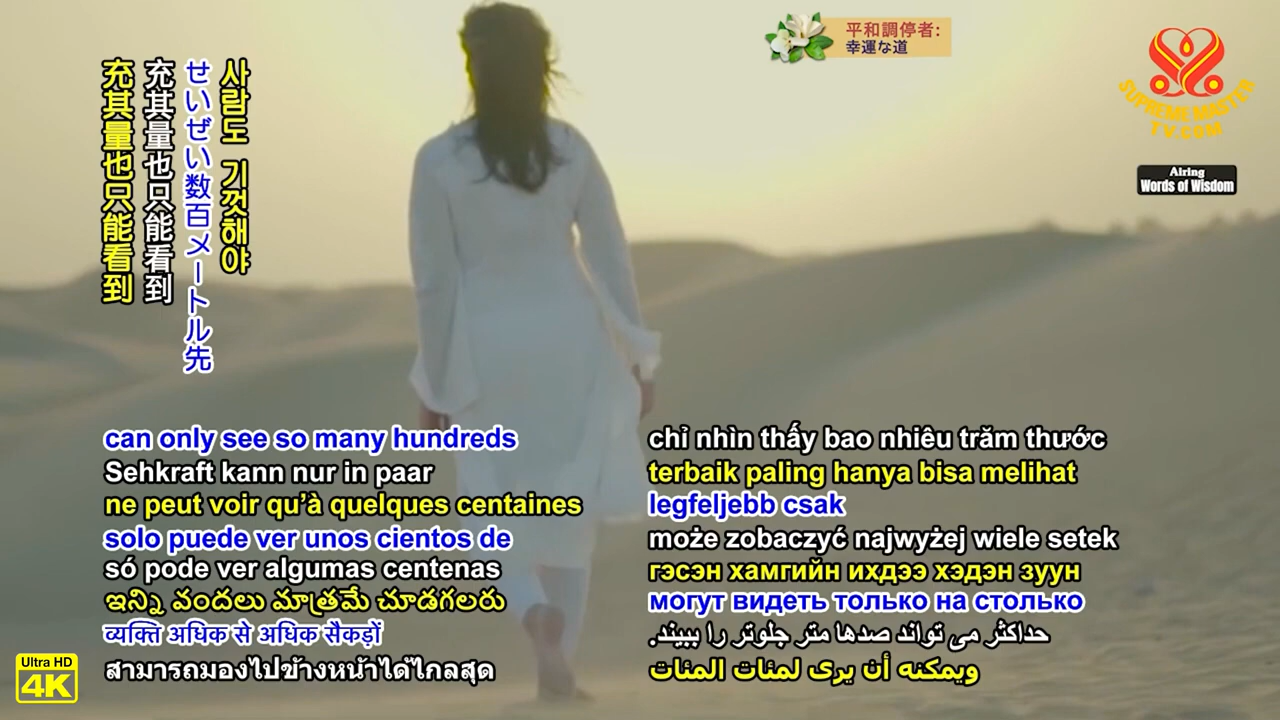 平和調停者:
幸運な道
SUPREME MASTER
TV.COM
Airing
Words of Wisdom
사람도 기껏해야
せいぜい数百メートル先
充其量也只能看到
充其量也只能看到
can only see so many hundreds
Sehkraft kann nur in paar
ne peut voir qu’à quelques centaines
solo puede ver unos cientos de
só pode ver algumas centenas
ఇన్ని వందలు మాత్రమే చూడగలరు
व्यक्ति अधिक से अधिक सैकड़ों
สามารถมองไปข้างหน้าได้ไกลสุด
chỉ nhìn thấy bao nhiêu trăm thước
terbaik paling hanya bisa melihat
legfeljebb csak
może zobaczyć najwyżej wiele setek
гэсэн хамгийн ихдээ хэдэн зуун
могут видеть только на столько
حداکثر می تواند صدها متر جلوتر را ببیند.
ويمكنه أن يرى لمئات المئات
Ultra HD
4K